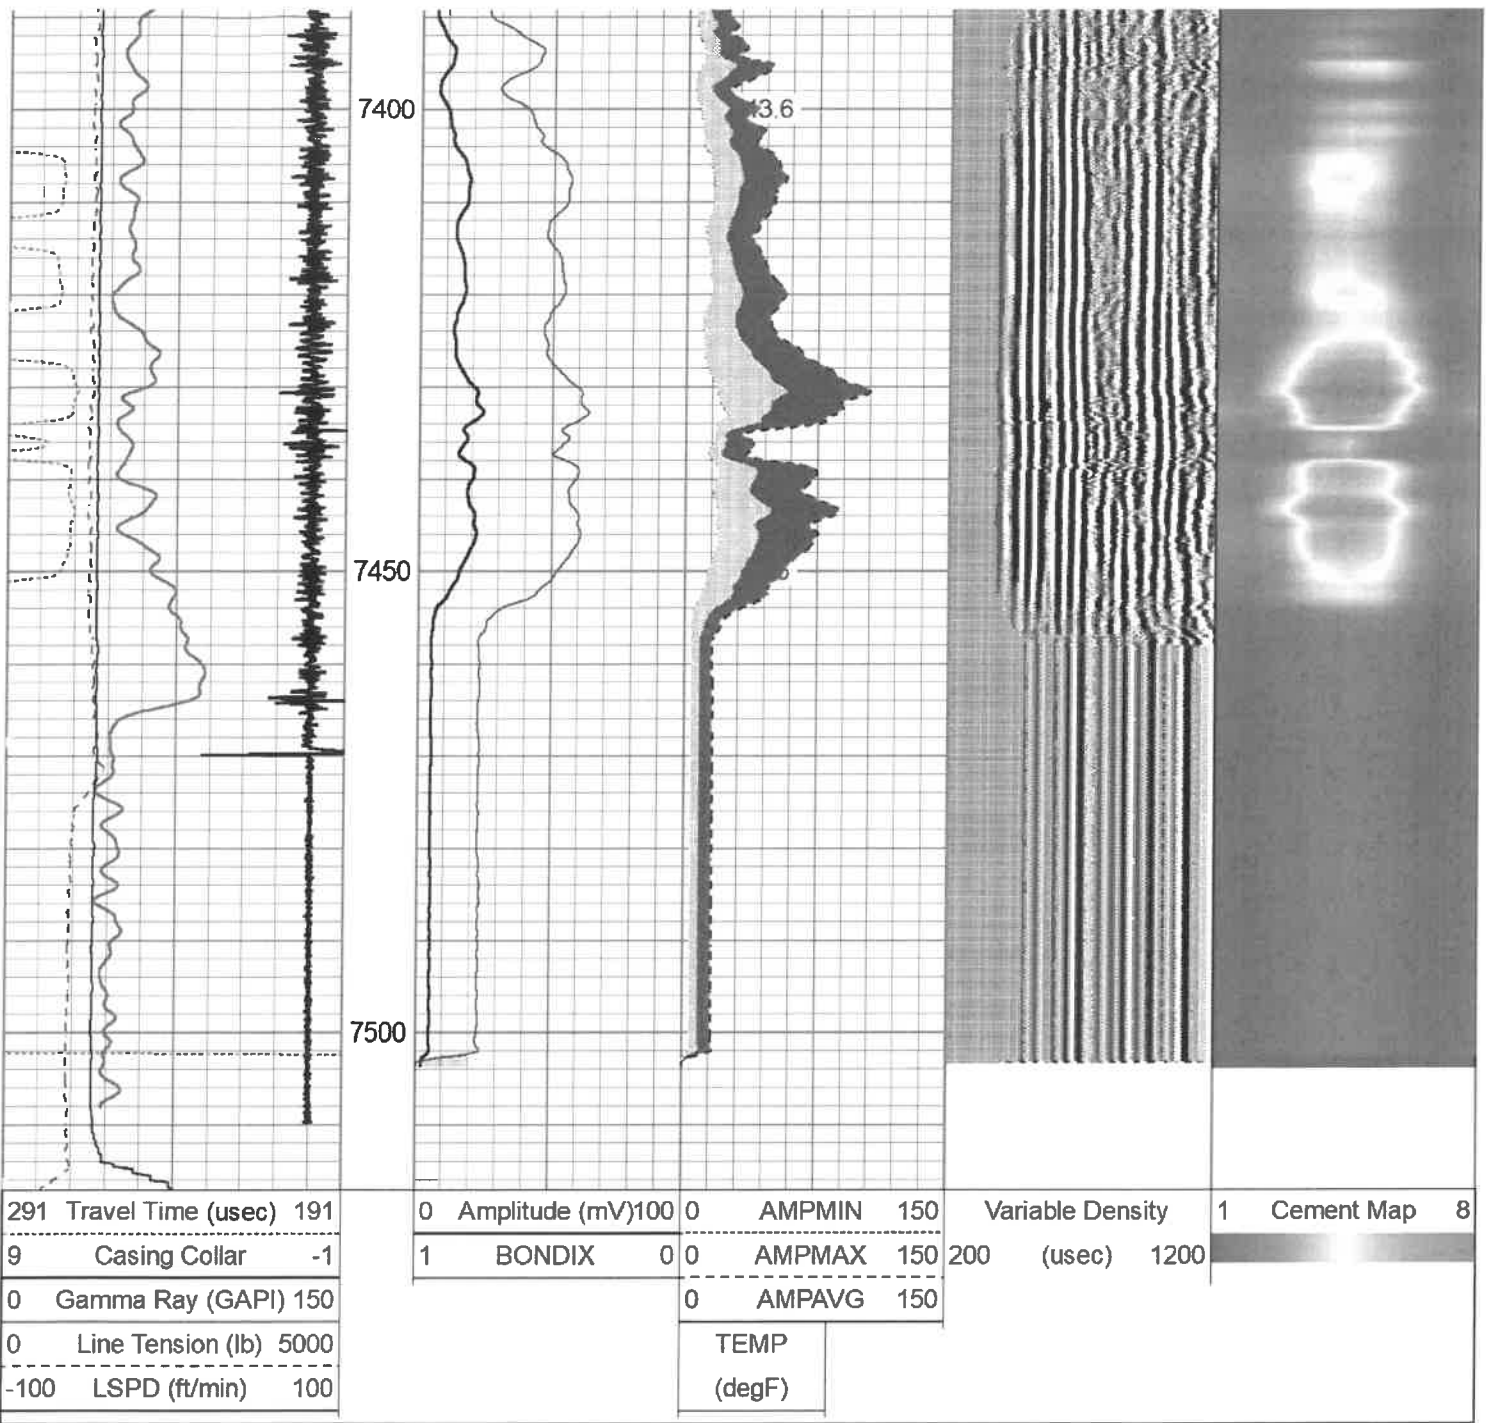 7400
43.6
7450
7500
291 Travel Time (usec) 191
9 Casing Collar -1
0 Gamma Ray (GAPI) 150
0 Line Tension (lb) 5000
-100 LSPD (ft/min) 100
0 Amplitude (mV)100
1 BONDIX 0
0 AMPMIN 150
0 AMPMAX 150
0 AMPAVG 150
TEMP
(degF)
Variable Density
200 (usec) 1200
1 Cement Map 8